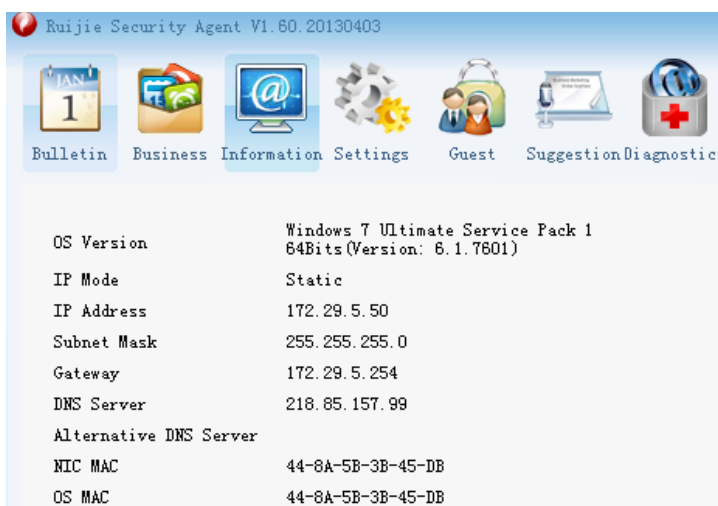 Ruijie Security Agent V1.60.20130403
JAN
1
Bulletin Business Information Settings Guest Suggestion Diagnostic
OS Version Windows 7 Ultimate Service Pack 1
64Bits(Version: 6.1.7601)
IP Mode Static
IP Address 172.29.5.50
Subnet Mask 255.255.255.0
Gateway 172.29.5.254
DNS Server 218.85.157.99
Alternative DNS Server
NIC MAC 44-8A-5B-3B-45-DB
OS MAC 44-8A-5B-3B-45-DB